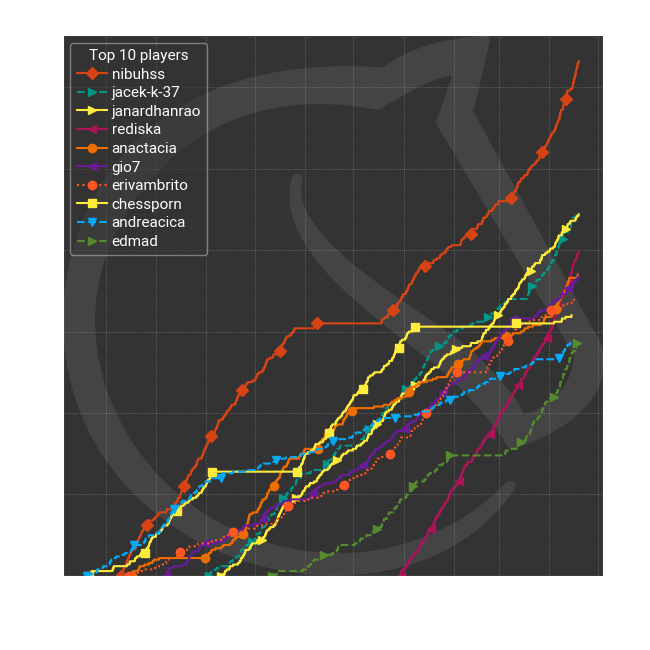 Top 10 players
nibuhss
jacek-k-37
janardhanrao
rediska
anactacia
gio7
erivambrito
chessporn
andreacica
edmad